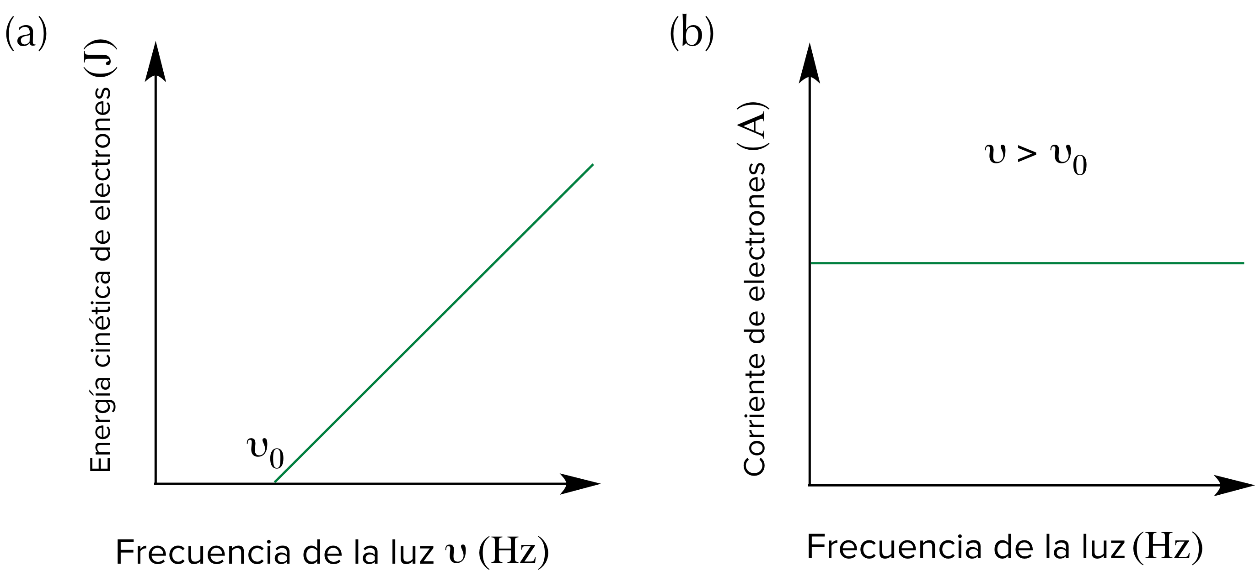 (a)
Energía cinética de electrones (J)
υ₀
Frecuencia de la luz υ (Hz)
(b)
Corriente de electrones (A)
υ > υ₀
Frecuencia de la luz (Hz)